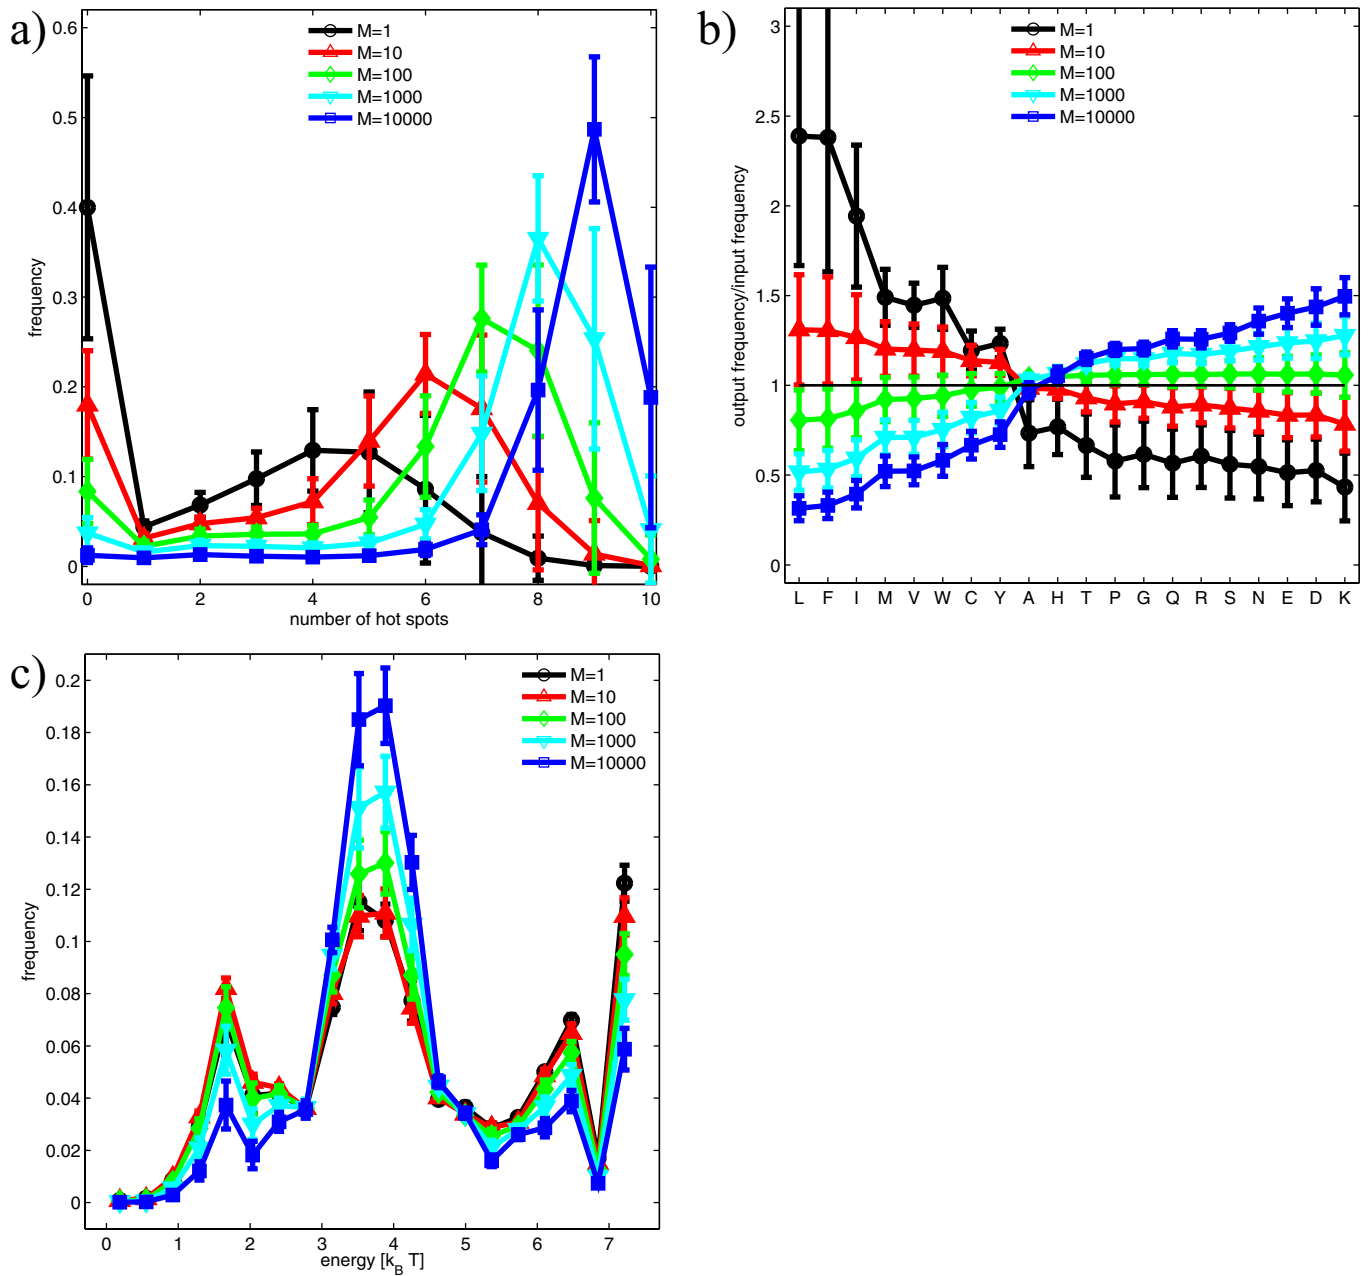 a)
0.6
0.5
0.4
0.3
0.2
0.1
0
frequency
M=1
M=10
M=100
M=1000
M=10000
0 2 4 6 8 10
number of hot spots
b)
3
2.5
2
1.5
1
0.5
0
output frequency/input frequency
M=1
M=10
M=100
M=1000
M=10000
L F I M V W C Y A H T P G Q R S N E D K
c)
0.2
0.18
0.16
0.14
0.12
0.1
0.08
0.06
0.04
0.02
0
frequency
M=1
M=10
M=100
M=1000
M=10000
0 1 2 3 4 5 6 7
energy [k_B T]